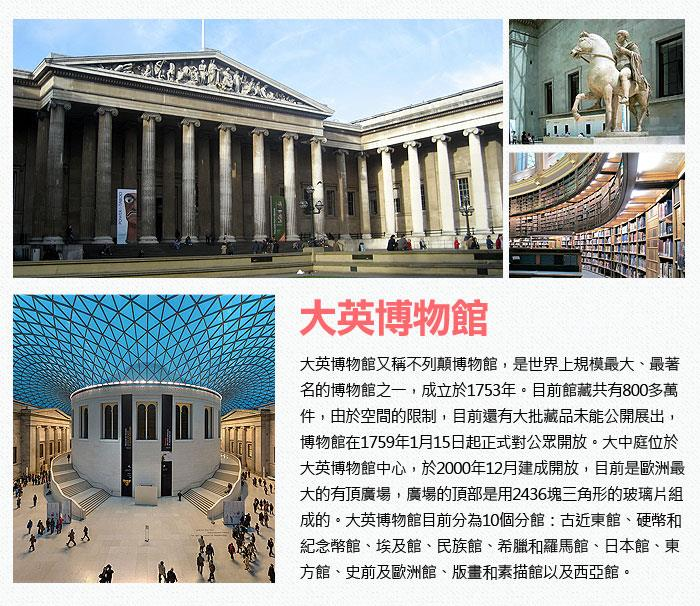 大英博物館
大英博物館又稱不列顛博物館，是世界上規模最大、最著
名的博物館之一，成立於1753年。目前館藏共有800多萬
件，由於空間的限制，目前還有大批藏品未能公開展出，
博物館在1759年1月15日起正式對公眾開放。大中庭位於
大英博物館中心，於2000年12月建成開放，目前是歐洲最
大的有頂廣場，廣場的頂部是用2436塊三角形的玻璃片組
成的。大英博物館目前分為10個分館：古近東館、硬幣和
紀念幣館、埃及館、民族館、希臘和羅馬館、日本館、東
方館、史前及歐洲館、版畫和素描館以及西亞館。